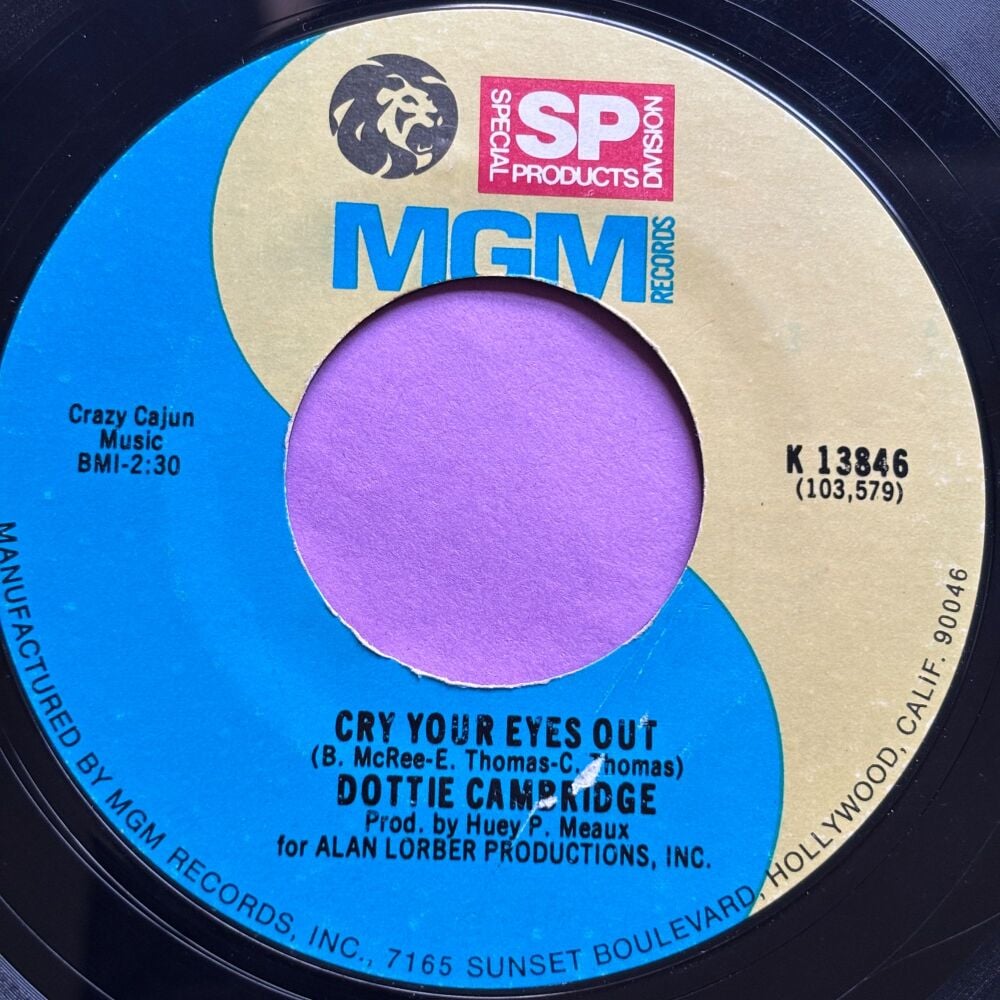 SPECIAL
SP
PRODUCTS
DIVISION
MGM
RECORDS
Crazy Cajun
Music
BMI-2:30
K 13846
(103,579)
CRY YOUR EYES OUT
(B. McRee-E. Thomas-C. Thomas)
DOTTIE CAMBRIDGE
Prod. by Huey P. Meaux
for ALAN LORBER PRODUCTIONS, INC.
MANUFACTURED BY MGM RECORDS, INC., 7165 SUNSET BOULEVARD, HOLLYWOOD, CALIF. 90046